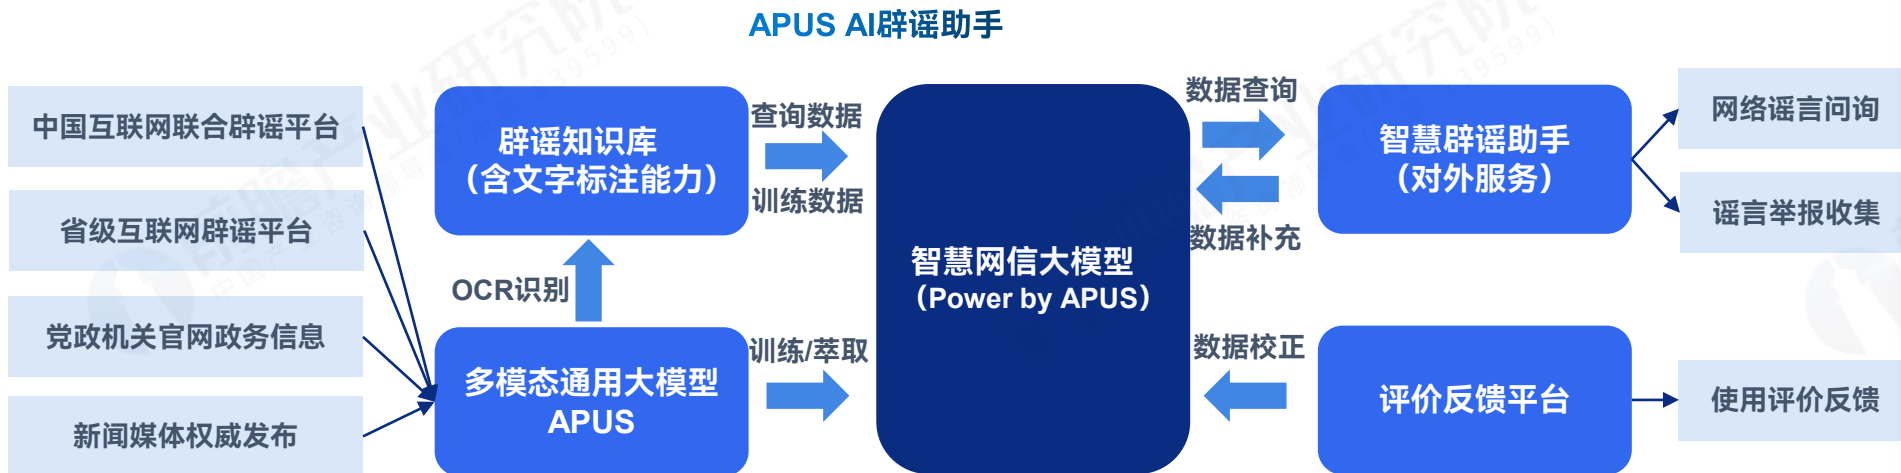 APUS AI辟谣助手
中国互联网联合辟谣平台
省级互联网辟谣平台
党政机关官网政务信息
新闻媒体权威发布
辟谣知识库
（含文字标注能力）
OCR识别
多模态通用大模型
APUS
查询数据
训练数据
训练/萃取
智慧网信大模型
（Power by APUS）
数据查询
数据补充
数据校正
智慧辟谣助手
（对外服务）
评价反馈平台
网络谣言问询
谣言举报收集
使用评价反馈